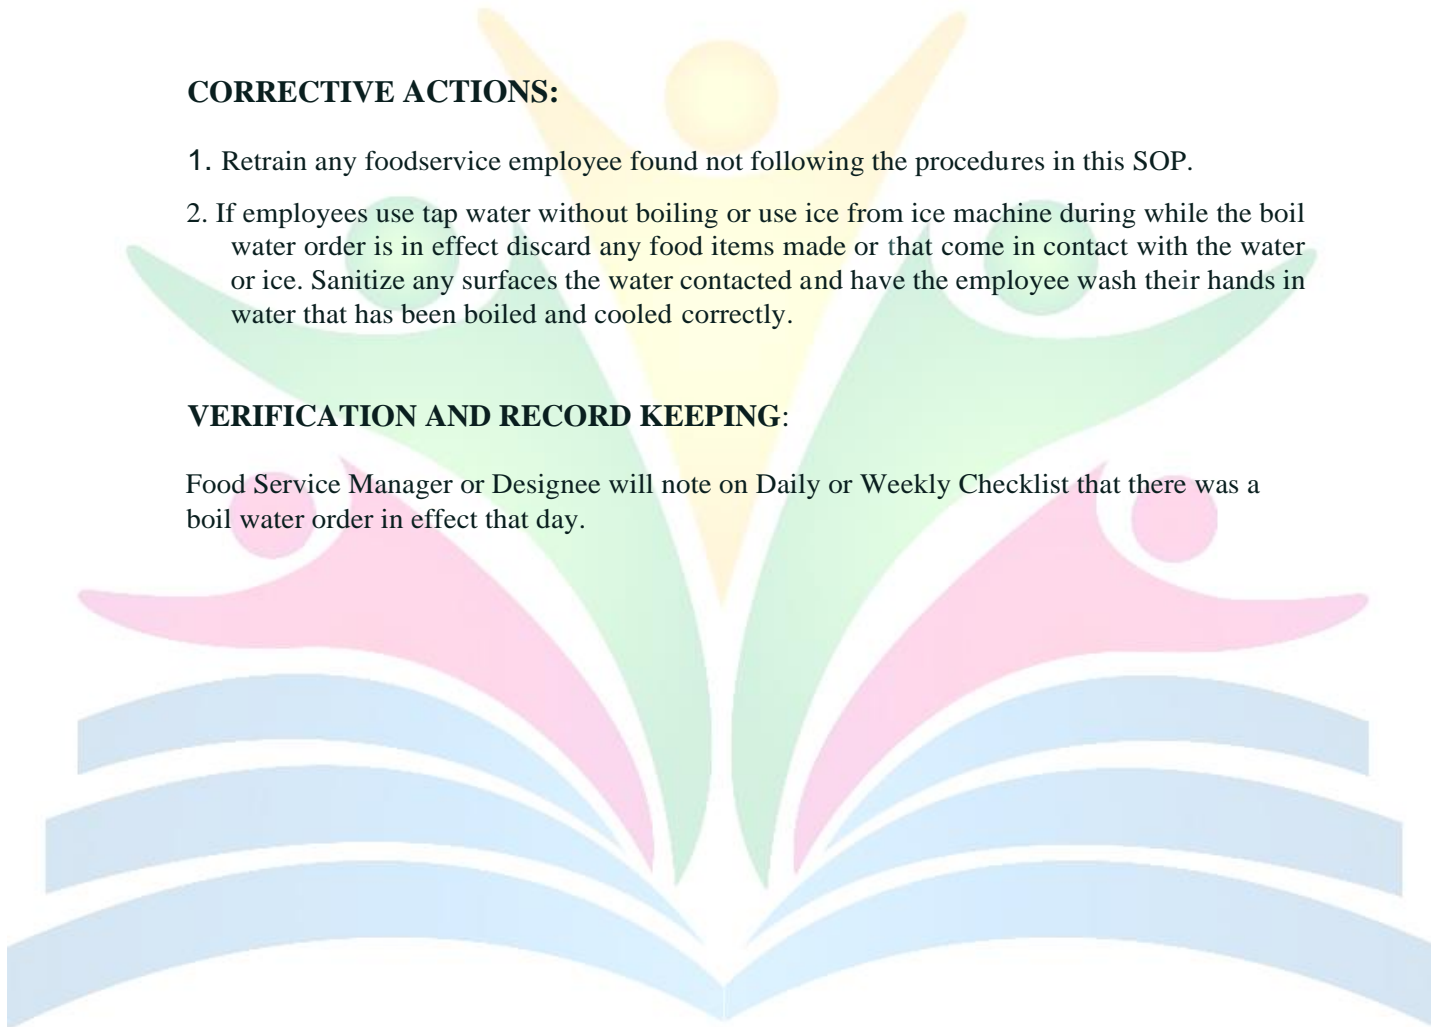 CORRECTIVE ACTIONS:
1. Retrain any foodservice employee found not following the procedures in this SOP.
2. If employees use tap water without boiling or use ice from ice machine during while the boil
water order is in effect discard any food items made or that come in contact with the water
or ice. Sanitize any surfaces the water contacted and have the employee wash their hands in
water that has been boiled and cooled correctly.
VERIFICATION AND RECORD KEEPING:
Food Service Manager or Designee will note on Daily or Weekly Checklist that there was a
boil water order in effect that day.